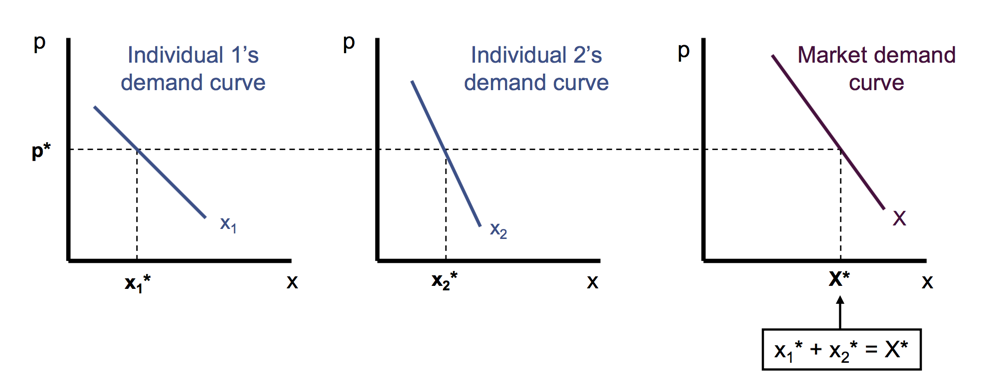 p
Individual 1's
demand curve
p*
x₁
x₁*
x
p
Individual 2's
demand curve
x₂
x₂*
x
p
Market demand
curve
X
X*
x
x₁* + x₂* = X*